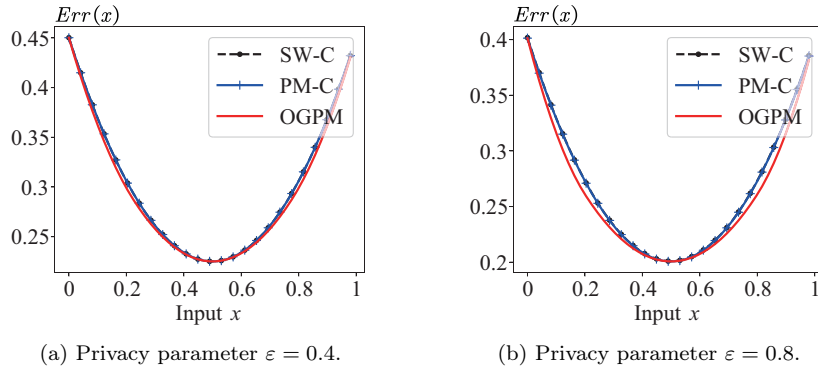 Err(x)
0.45
0.4
0.35
0.3
0.25
0 0.2 0.4 0.6 0.8 1
Input x
SW-C
PM-C
OGPM
(a) Privacy parameter ε = 0.4.
Err(x)
0.4
0.35
0.3
0.25
0.2
0 0.2 0.4 0.6 0.8 1
Input x
SW-C
PM-C
OGPM
(b) Privacy parameter ε = 0.8.